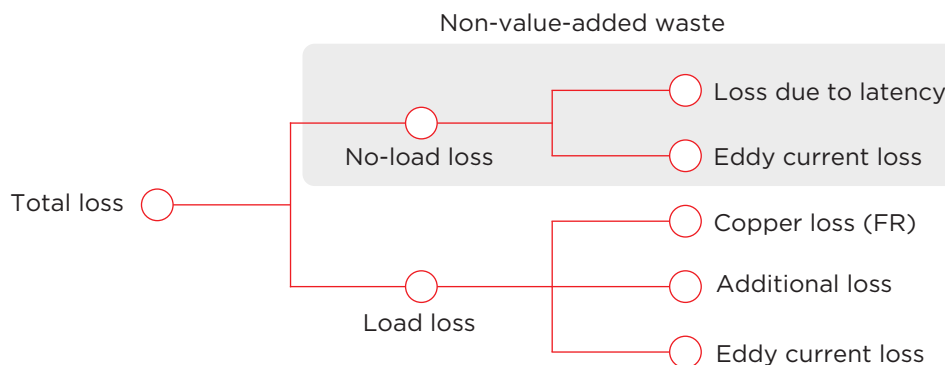 Non-value-added waste
Loss due to latency
No-load loss
Eddy current loss
Total loss
Copper loss (FR)
Additional loss
Load loss
Eddy current loss